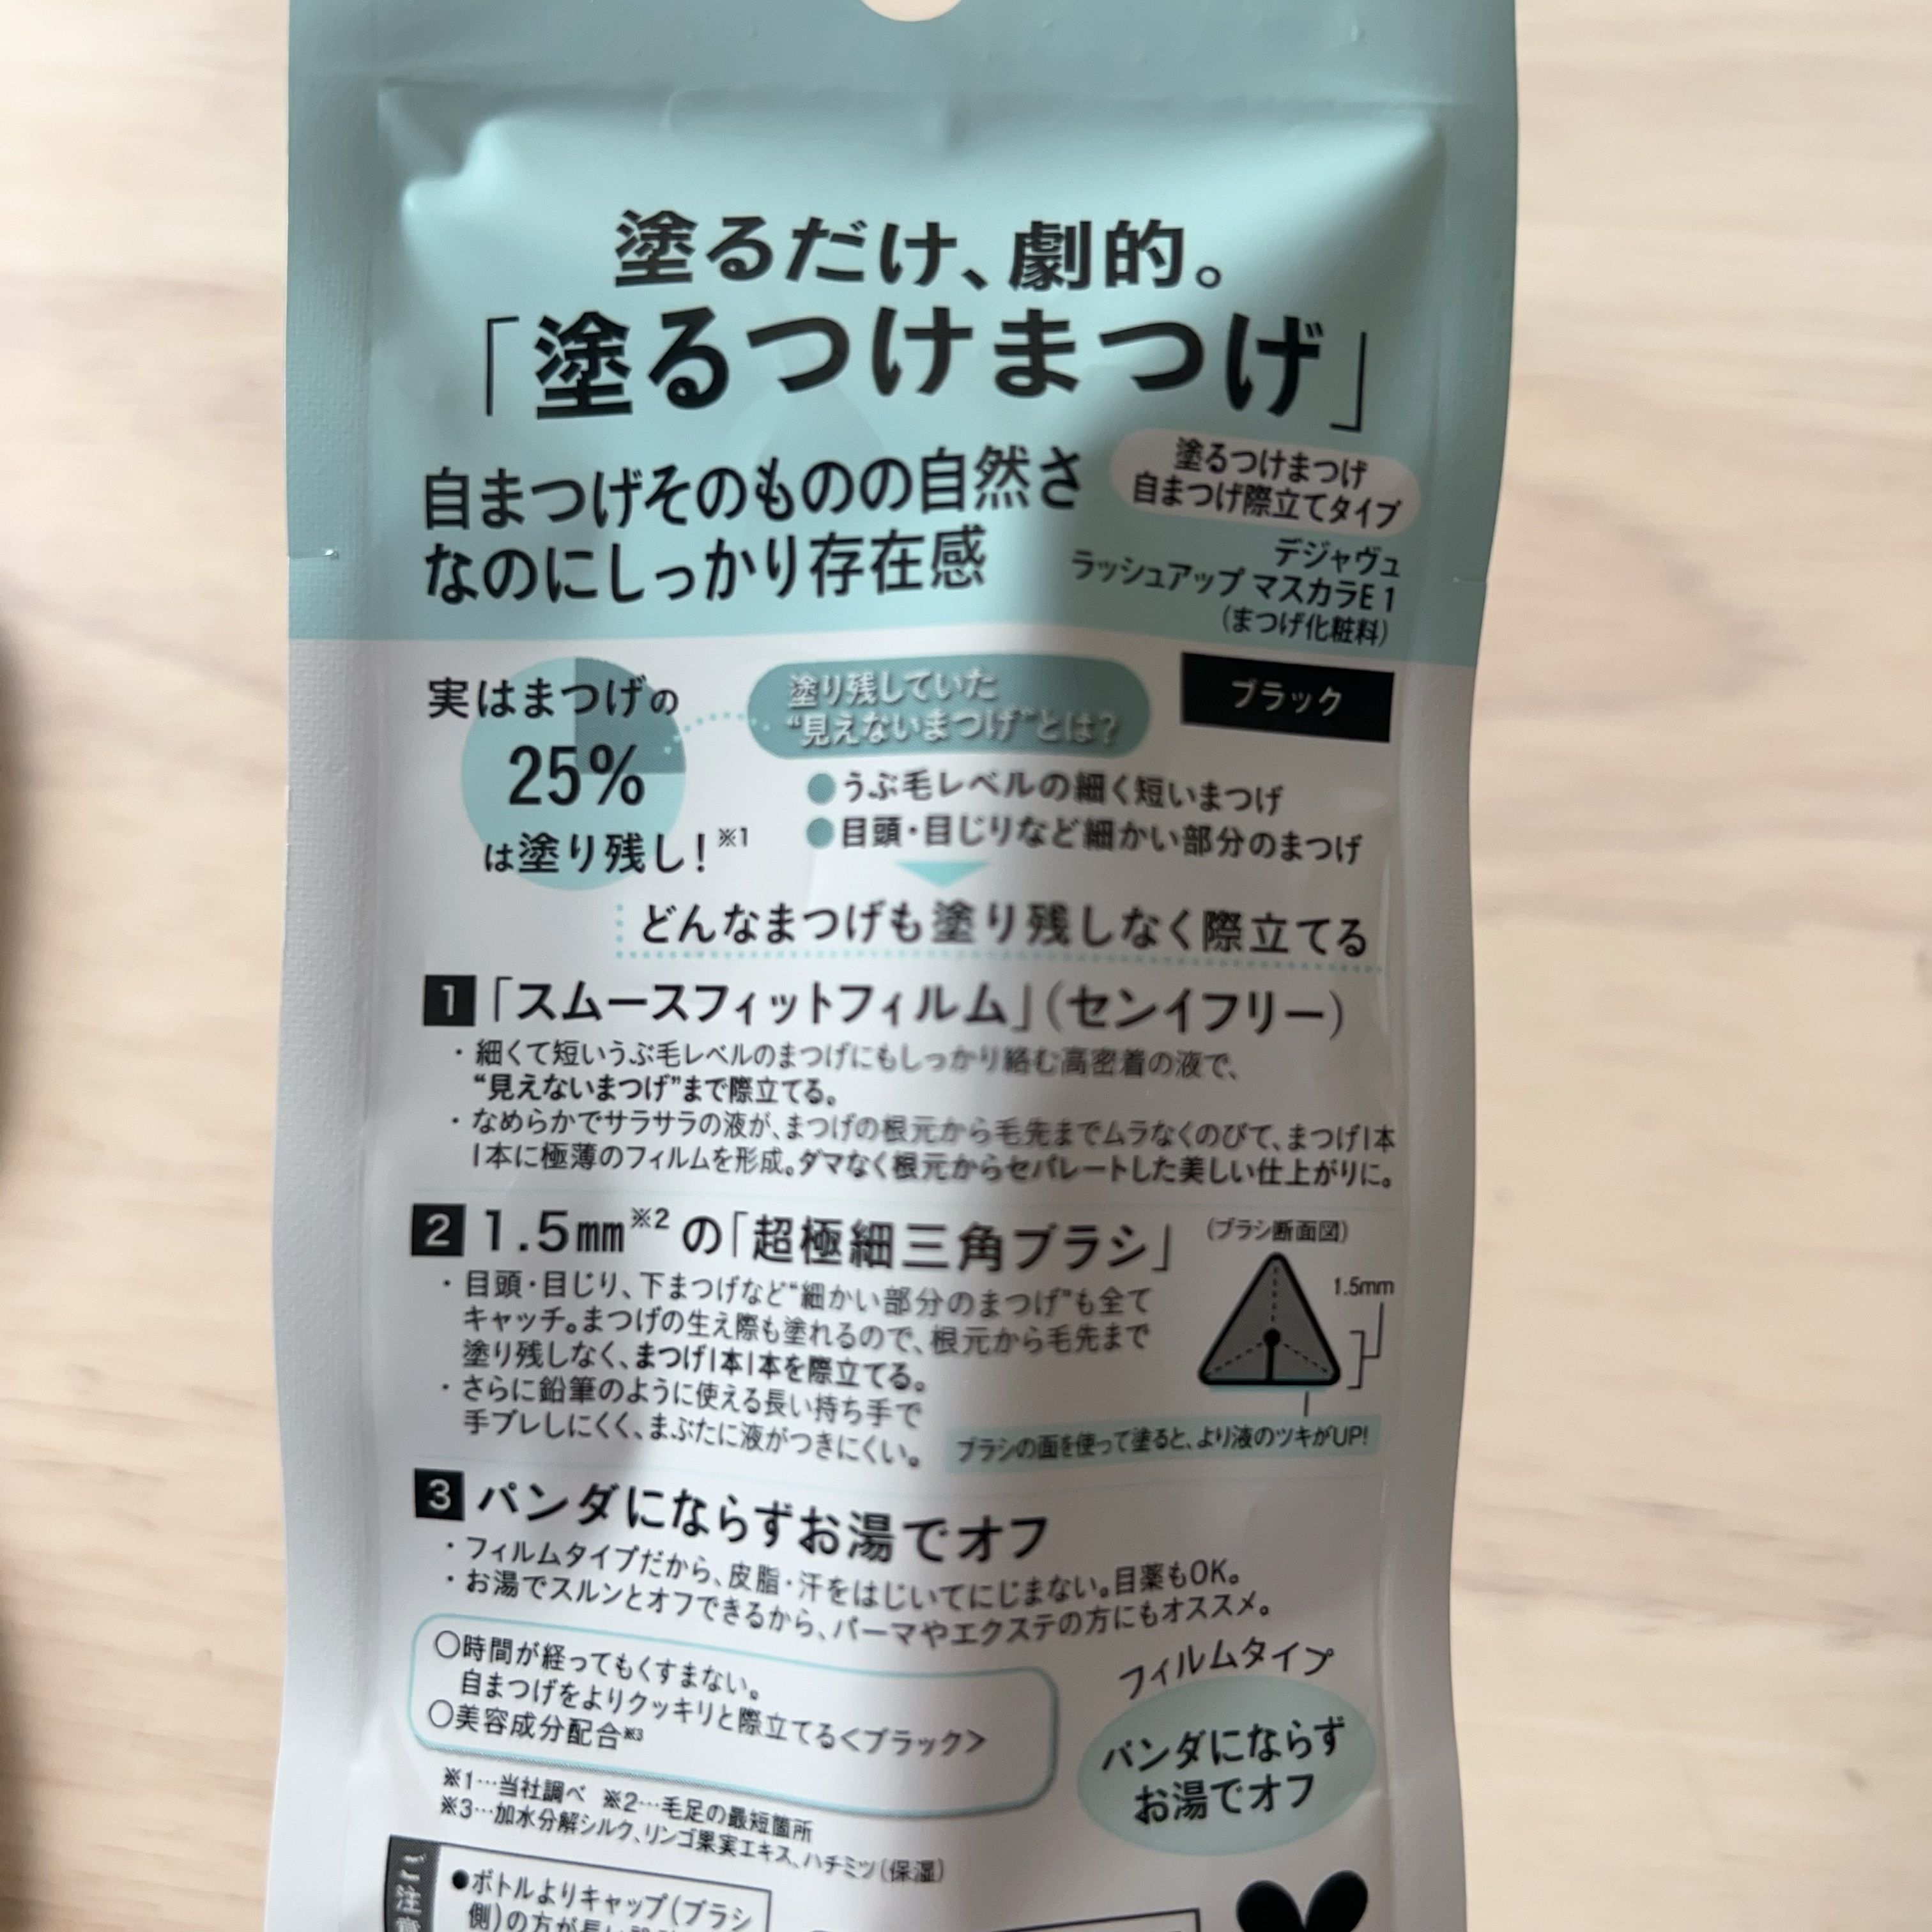 塗るだけ、劇的。
「塗るつけまつげ」
自まつげそのものの自然さ
なのにしっかり存在感
塗るつけまつげ
自まつげ際立てタイプ
デジャヴュ
ラッシュアップ マスカラE 1
(まつげ化粧料)
ブラック
実はまつげの
25%
は塗り残し!※1
塗り残していた
“見えないまつげ”とは?
●うぶ毛レベルの細く短いまつげ
●目頭・目じりなど細かい部分のまつげ
どんなまつげも塗り残しなく際立てる
1「スムースフィットフィルム」(センイフリー)
・細くて短いうぶ毛レベルのまつげにもしっかり絡む高密着の液で、
“見えないまつげ”まで際立てる。
・なめらかでサラサラの液が、まつげの根元から毛先までムラなくのびて、まつげ1本
1本に極薄のフィルムを形成。ダマなく根元からセパレートした美しい仕上がりに。
2 1.5mm※2の「超極細三角ブラシ」
・目頭・目じり、下まつげなど“細かい部分のまつげ”も全て
キャッチ。まつげの生え際も塗れるので、根元から毛先まで
塗り残しなく、まつげ1本1本を際立てる。
・さらに鉛筆のように使える長い持ち手で
手ブレしにくく、まぶたに液がつきにくい。
(ブラシ断面図)
1.5mm
ブラシの面を使って塗ると、より液のツキがUP!
3 パンダにならずお湯でオフ
・フィルムタイプだから、皮脂・汗をはじいてにじまない。目薬もOK。
・お湯でスルンとオフできるから、パーマやエクステの方にもオススメ。
○時間が経ってもくすまない。
自まつげをよりクッキリと際立てる<ブラック>
○美容成分配合※3
フィルムタイプ
パンダにならず
お湯でオフ
※1…当社調べ ※2…毛足の最短箇所
※3…加水分解シルク、リンゴ果実エキス、ハチミツ(保湿)
ご注
●ボトルよりキャップ(ブラシ
側)の方が長い